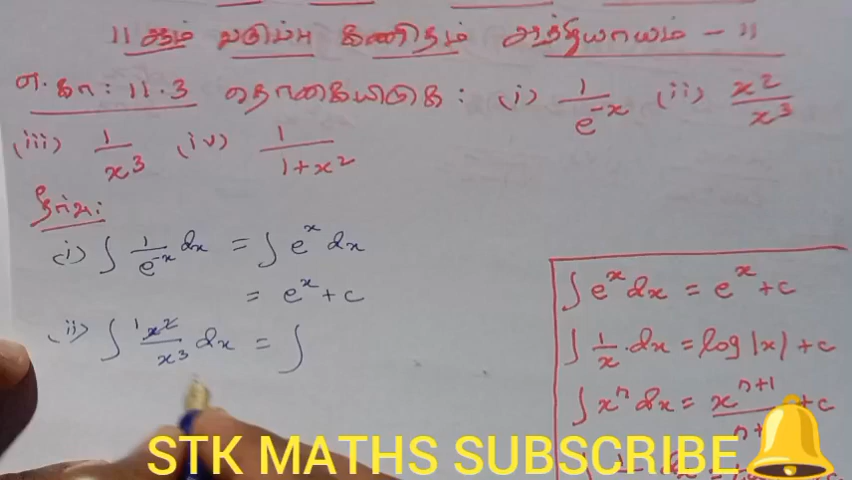 11 ஆம் வகுப்பு கணிதம் அத்தியாயம் - 11
எ.கா: 11.3 தொகையிடுக : (i) 1/e^-x (ii) x²/x³
(iii) 1/x³ (iv) 1/1+x²
தீர்வு:
(i) ∫ 1/e^-x dx = ∫ e^x dx
= e^x + c
(ii) ∫ 1 x²/x³ dx = ∫
∫ e^x dx = e^x + c
∫ 1/x . dx = log |x| + c
∫ x^n dx = x^n+1/n+ + c
STK MATHS SUBSCRIBE